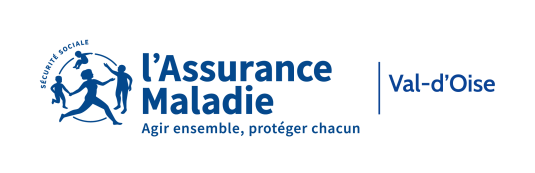 SÉCURITÉ SOCIALE
l’Assurance
Maladie
Agir ensemble, protéger chacun
Val-d’Oise